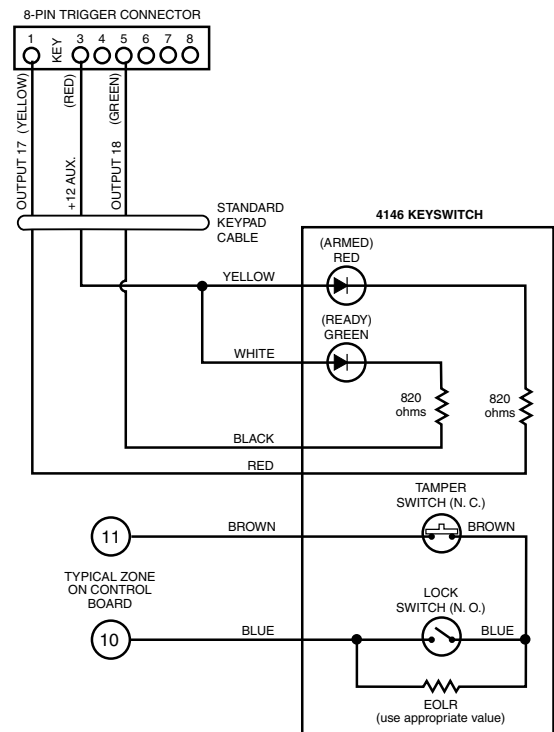 8-PIN TRIGGER CONNECTOR
1 KEY 3 4 5 6 7 8
OUTPUT 17 (YELLOW)
+12 AUX. (RED)
OUTPUT 18 (GREEN)
STANDARD
KEYPAD
CABLE
4146 KEYSWITCH
(ARMED)
RED
YELLOW
(READY)
GREEN
WHITE
820
ohms
820
ohms
BLACK
RED
TAMPER
SWITCH (N. C.)
11
BROWN
BROWN
TYPICAL ZONE
ON CONTROL
BOARD
LOCK
SWITCH (N. O.)
10
BLUE
BLUE
EOLR
(use appropriate value)